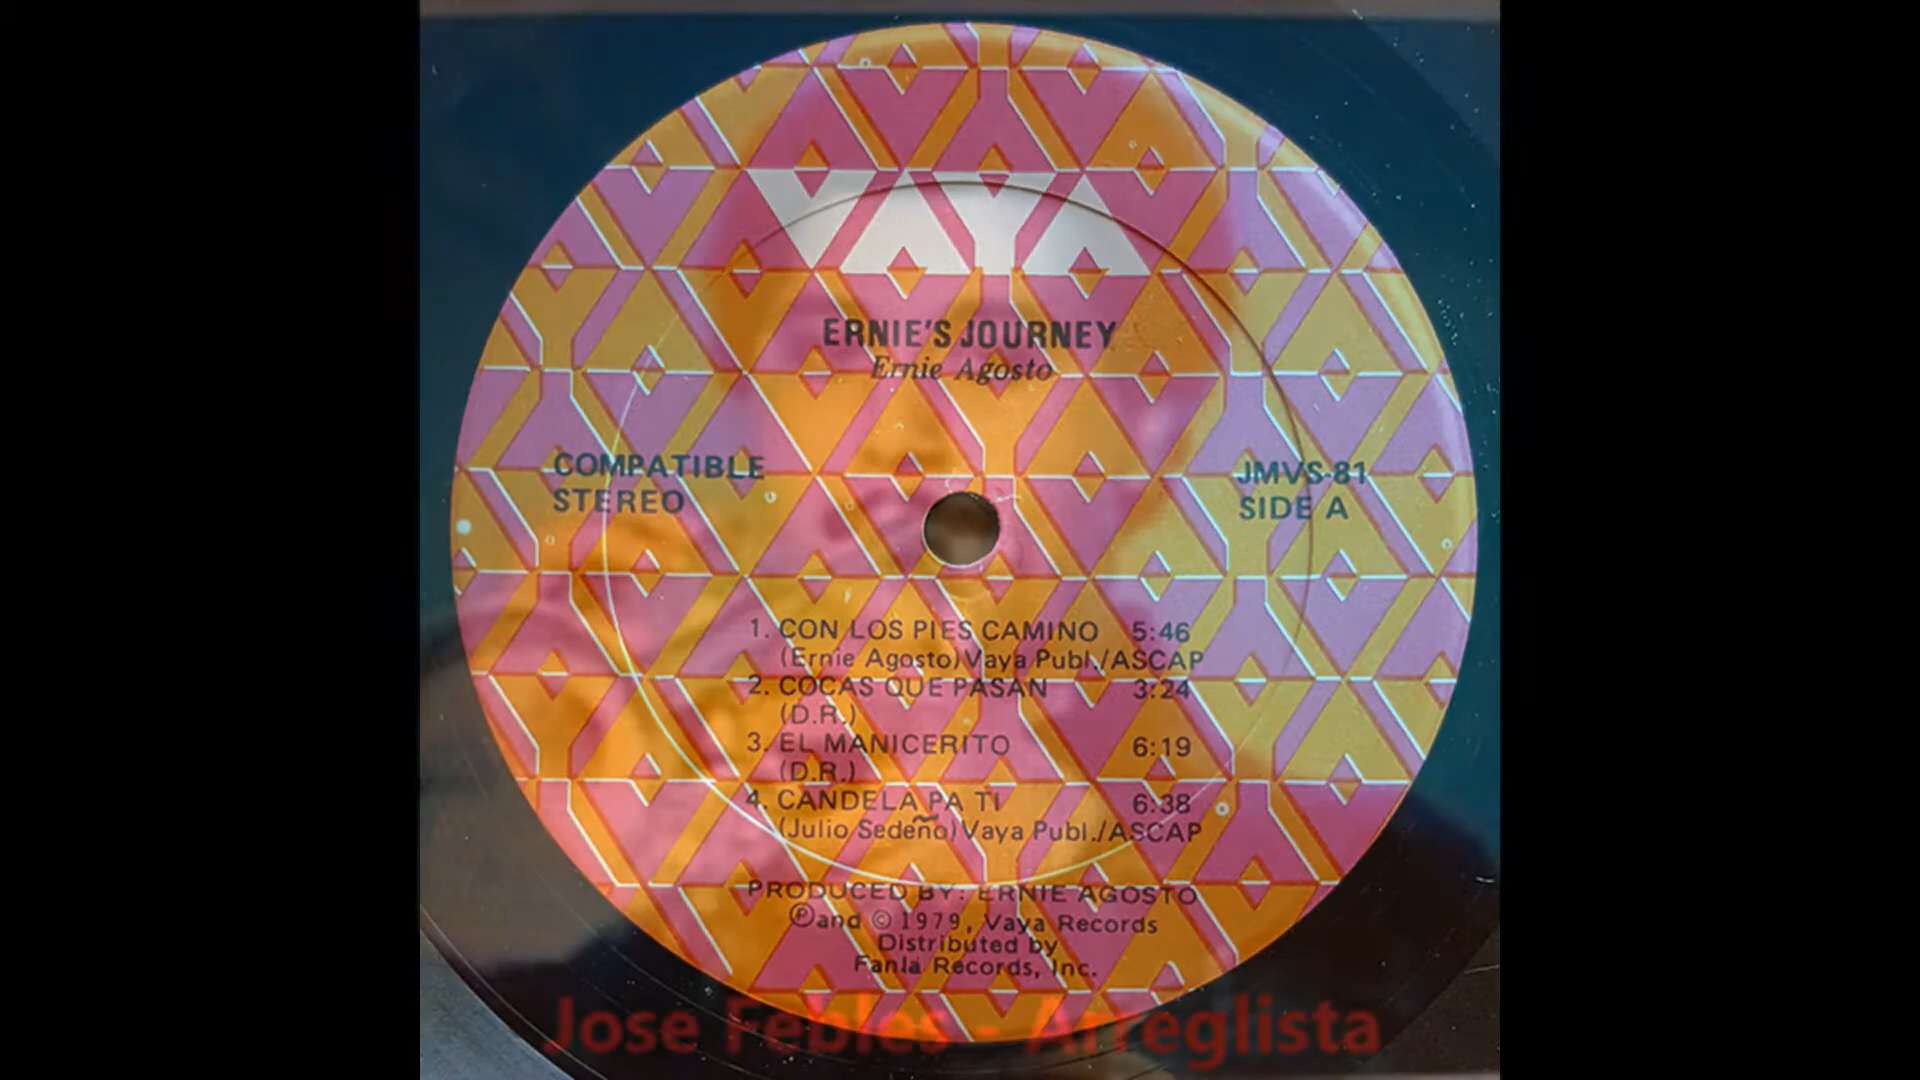 VAYA
ERNIE'S JOURNEY
Ernie Agosto
COMPATIBLE
STEREO
JMVS-81
SIDE A
1. CON LOS PIES CAMINO 5:46
(Ernie Agosto) Vaya Publ./ASCAP
2. COCAS QUE PASAN 3:24
(D.R.)
3. EL MANICERITO 6:19
(D.R.)
4. CANDELA PA TI 6:38
(Julio Sedeño) Vaya Publ./ASCAP
PRODUCED BY: ERNIE AGOSTO
Ⓟ and © 1979, Vaya Records
Distributed by
Fania Records, Inc.
Jose Febles - Arreglista